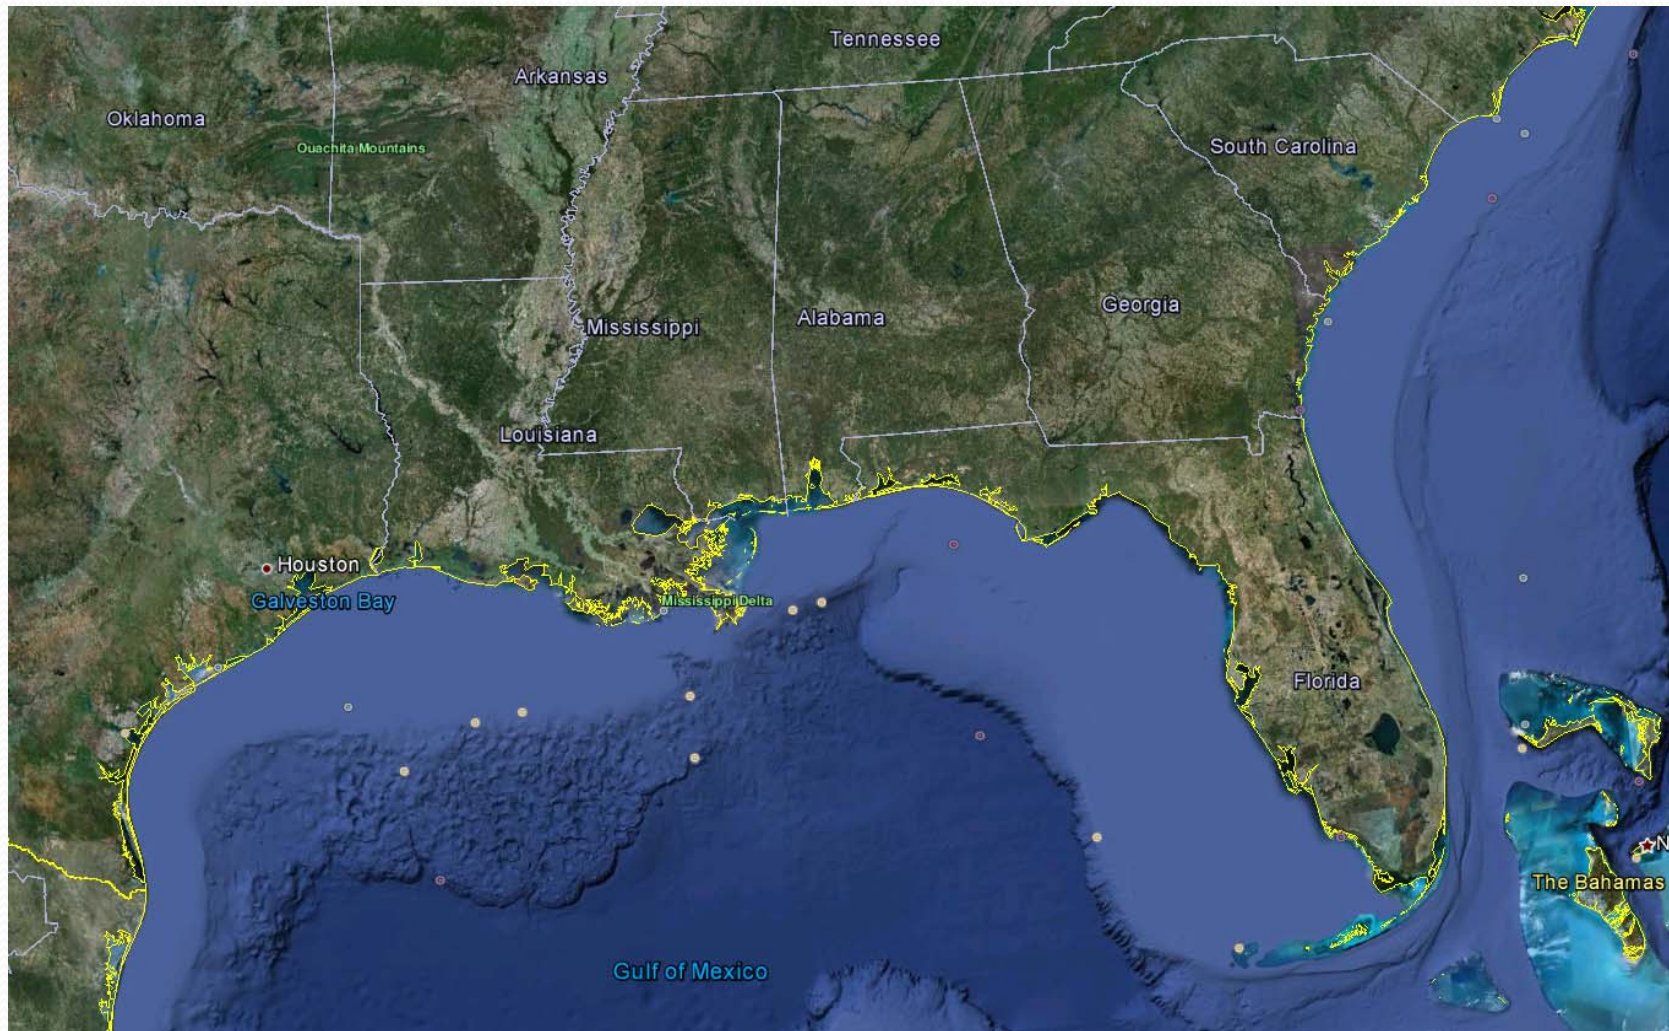 Tennessee
Arkansas
Oklahoma
Ouachita Mountains
South Carolina
Mississippi
Alabama
Georgia
Louisiana
Houston
Galveston Bay
Mississippi Delta
Florida
N
The Bahamas
Gulf of Mexico